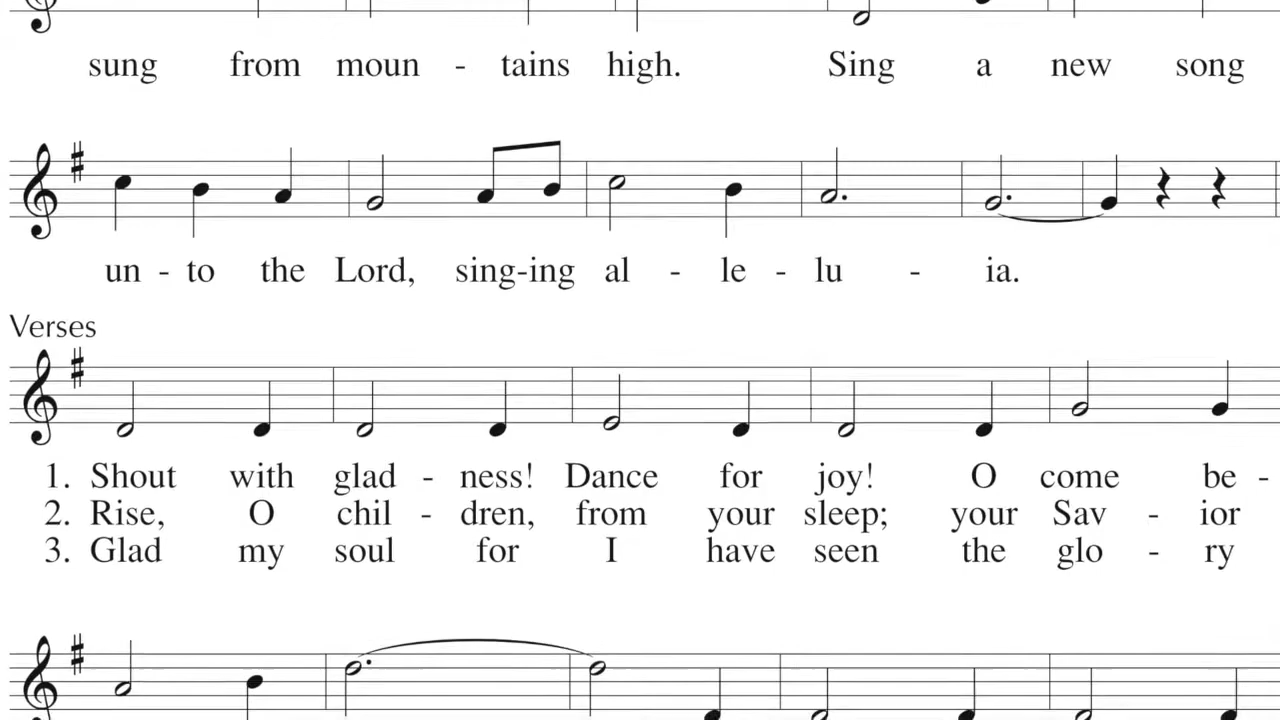 sung from moun - tains high. Sing a new song
un - to the Lord, sing-ing al - le - lu - ia.
Verses
1. Shout with glad - ness! Dance for joy! O come be -
2. Rise, O chil - dren, from your sleep; your Sav - ior
3. Glad my soul for I have seen the glo - ry